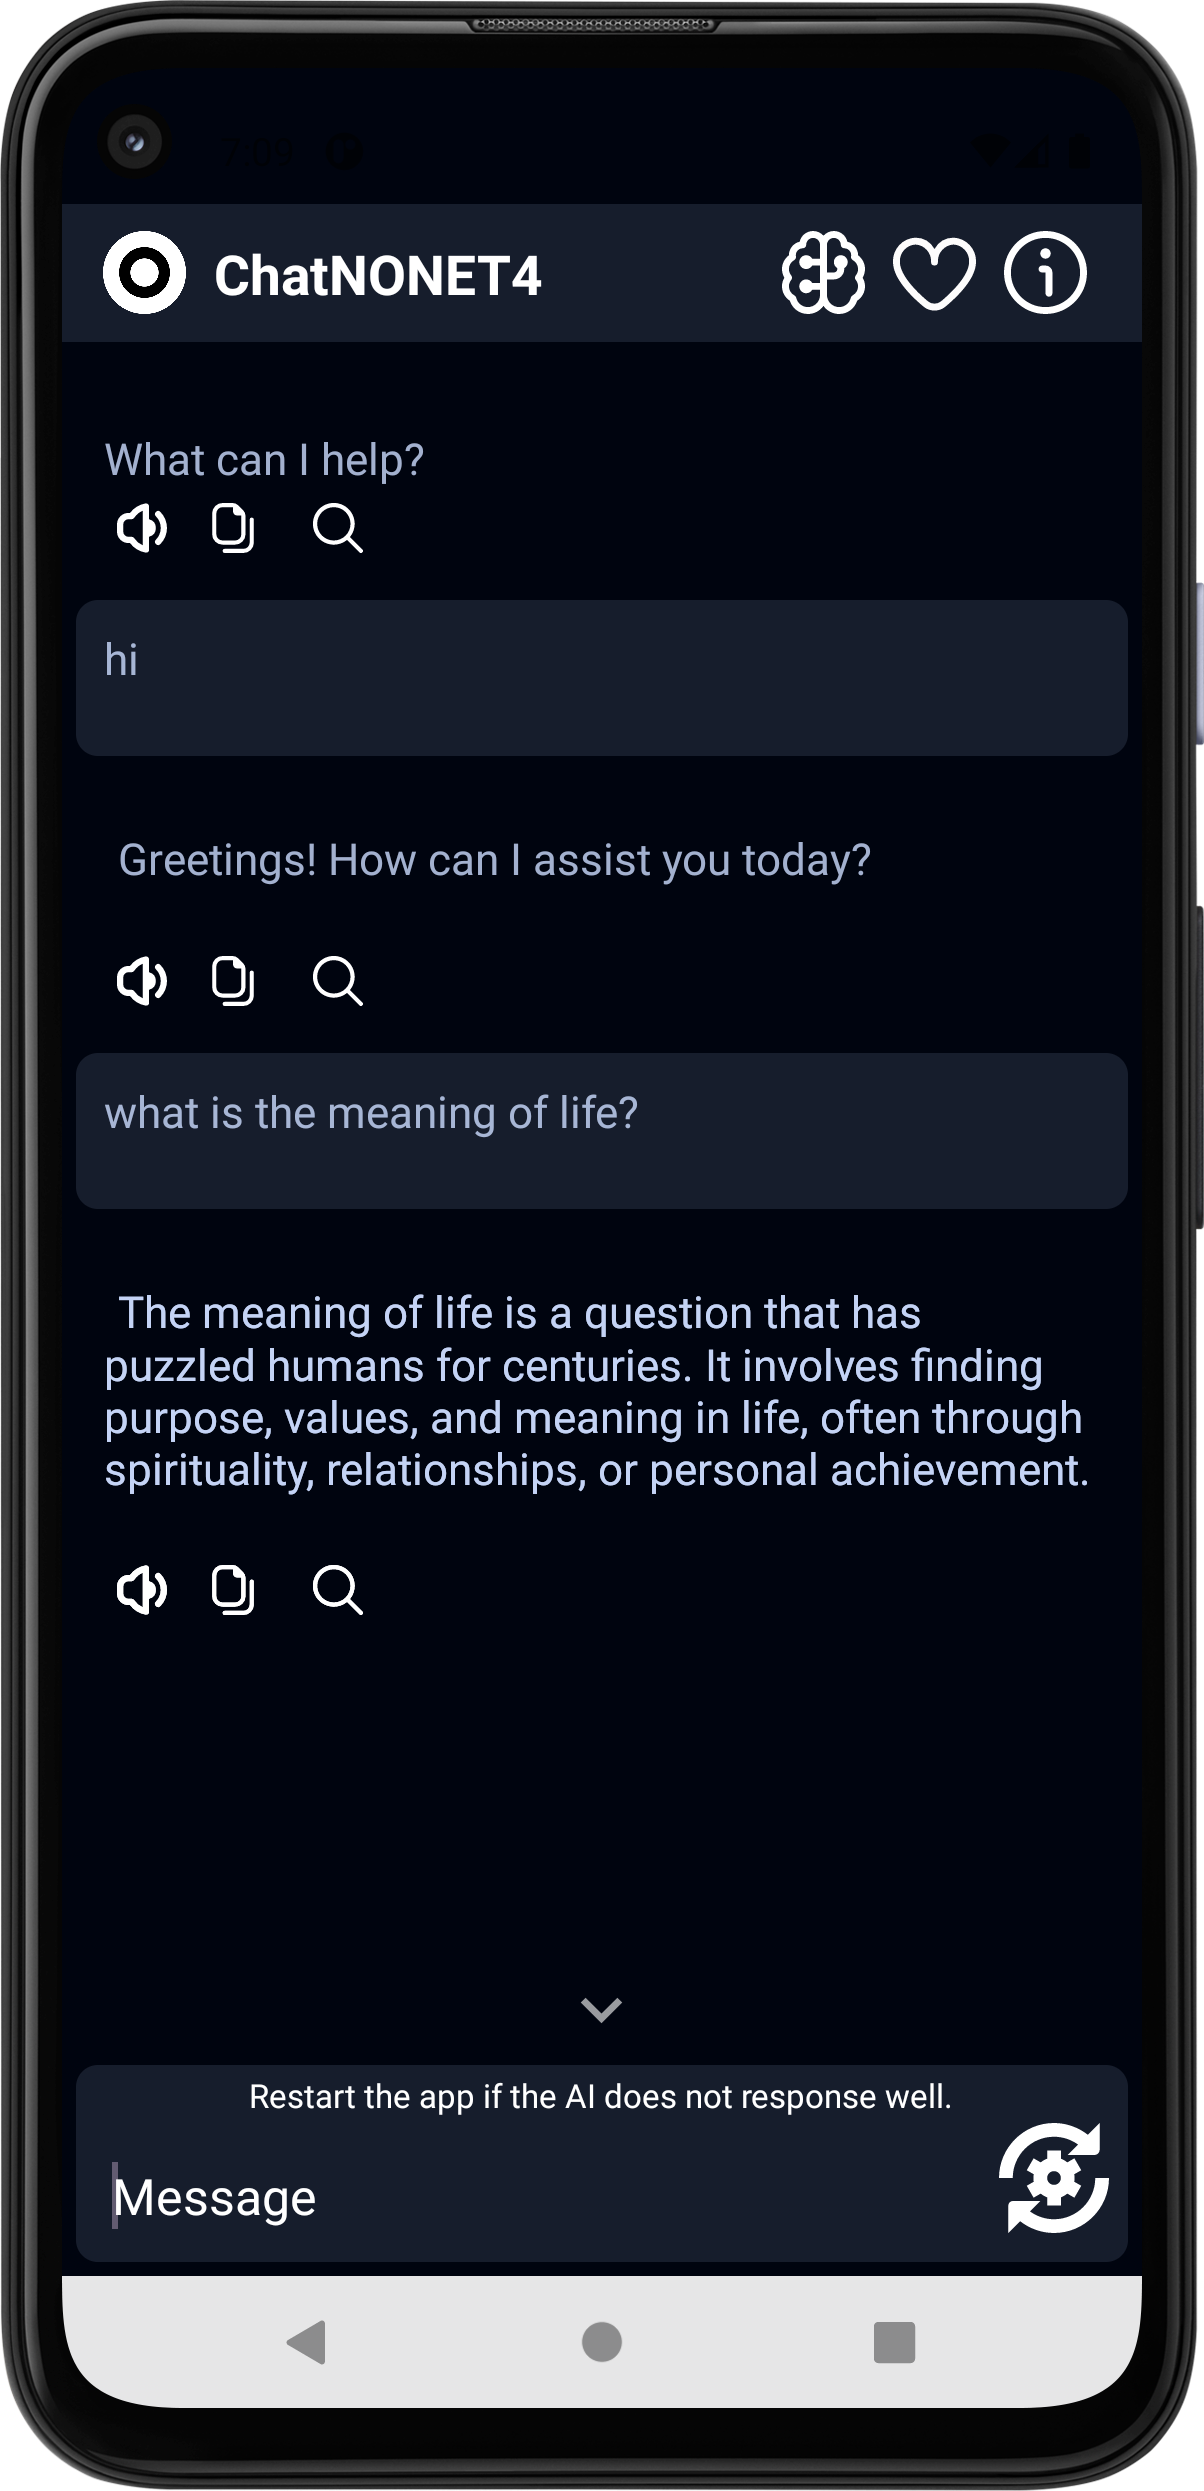 7:09
ChatNONET4
What can I help?
hi
Greetings! How can I assist you today?
what is the meaning of life?
The meaning of life is a question that has
puzzled humans for centuries. It involves finding
purpose, values, and meaning in life, often through
spirituality, relationships, or personal achievement.
Restart the app if the AI does not response well.
Message